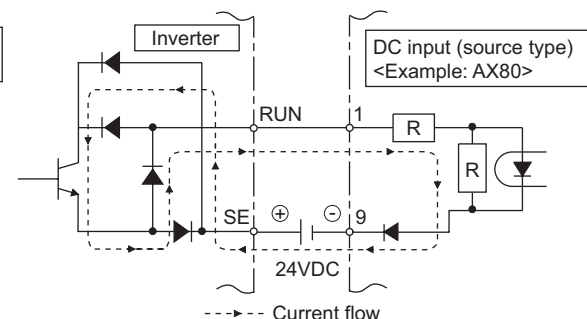 Inverter
DC input (source type)
<Example: AX80>
RUN
1
R
R
SE
+
-
9
24VDC
Current flow